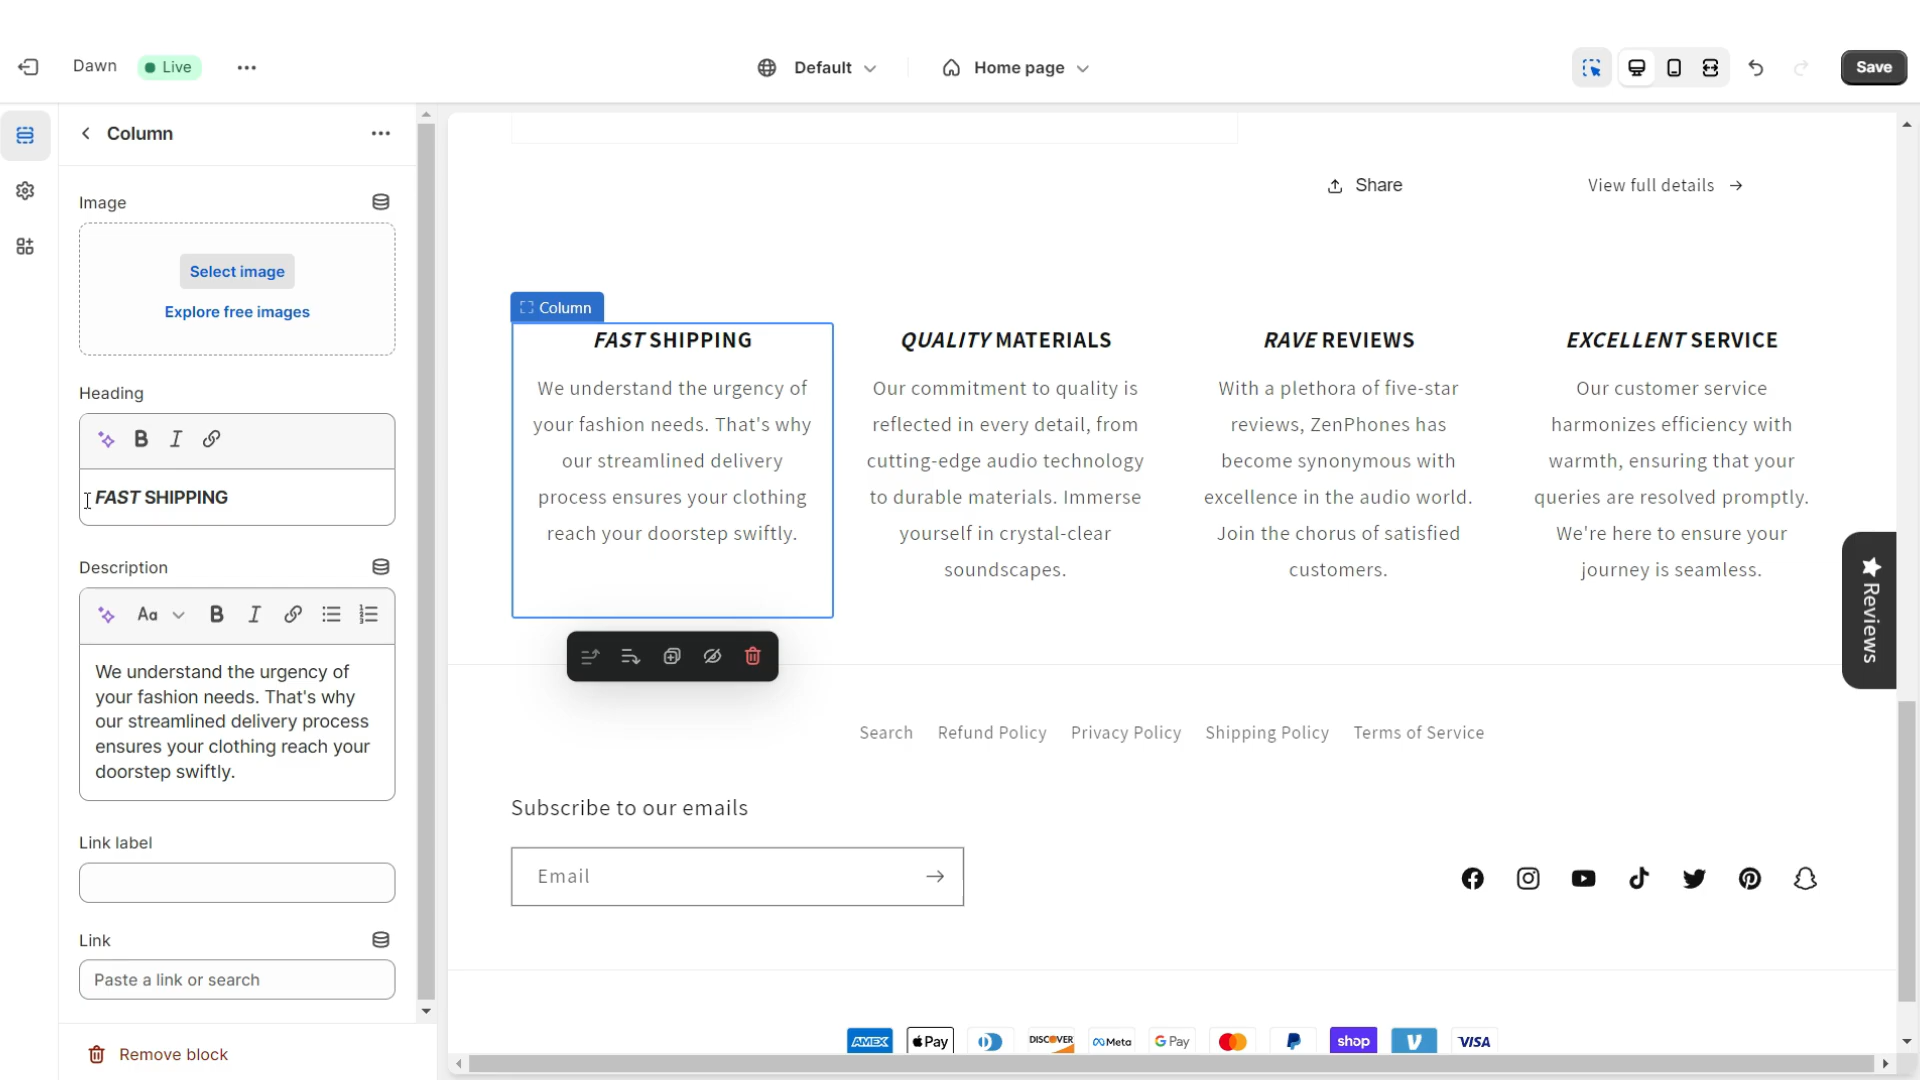 Dawn Live
Default Home page
Save
Column
Image
Select image
Explore free images
Heading
B I
FAST SHIPPING
Description
Aa B I
We understand the urgency of
your fashion needs. That's why
our streamlined delivery process
ensures your clothing reach your
doorstep swiftly.
Link label
Link
Paste a link or search
Remove block
Share View full details
Column
FAST SHIPPING
We understand the urgency of
your fashion needs. That's why
our streamlined delivery
process ensures your clothing
reach your doorstep swiftly.
QUALITY MATERIALS
Our commitment to quality is
reflected in every detail, from
cutting-edge audio technology
to durable materials. Immerse
yourself in crystal-clear
soundscapes.
RAVE REVIEWS
With a plethora of five-star
reviews, ZenPhones has
become synonymous with
excellence in the audio world.
Join the chorus of satisfied
customers.
EXCELLENT SERVICE
Our customer service
harmonizes efficiency with
warmth, ensuring that your
queries are resolved promptly.
We're here to ensure your
journey is seamless.
Reviews
Search Refund Policy Privacy Policy Shipping Policy Terms of Service
Subscribe to our emails
Email
AMEX Pay DISCOVER Meta G Pay shop VISA